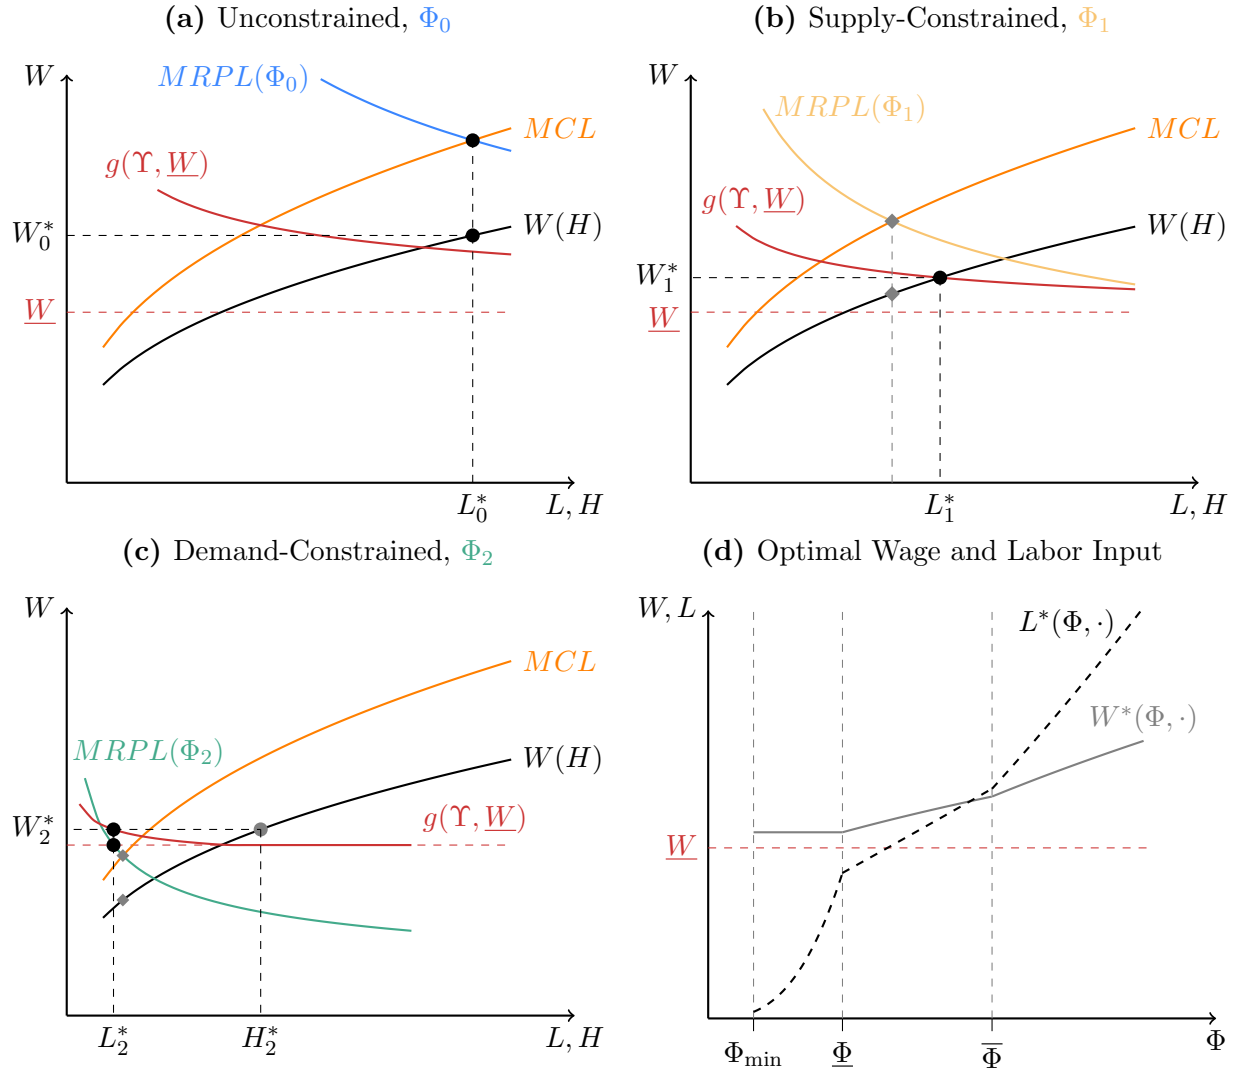 (a) Unconstrained, Φ₀
W
MRPL(Φ₀)
MCL
g(ϒ, W̲)
W(H)
W₀*
W̲
L₀*
L, H
(b) Supply-Constrained, Φ₁
W
MRPL(Φ₁)
MCL
g(ϒ, W̲)
W(H)
W₁*
W̲
L₁*
L, H
(c) Demand-Constrained, Φ₂
W
MCL
MRPL(Φ₂)
W(H)
g(ϒ, W̲)
W₂*
L₂*
H₂*
L, H
(d) Optimal Wage and Labor Input
W, L
L*(Φ, ·)
W*(Φ, ·)
W̲
Φmin
Φ̲
Φ̅
Φ